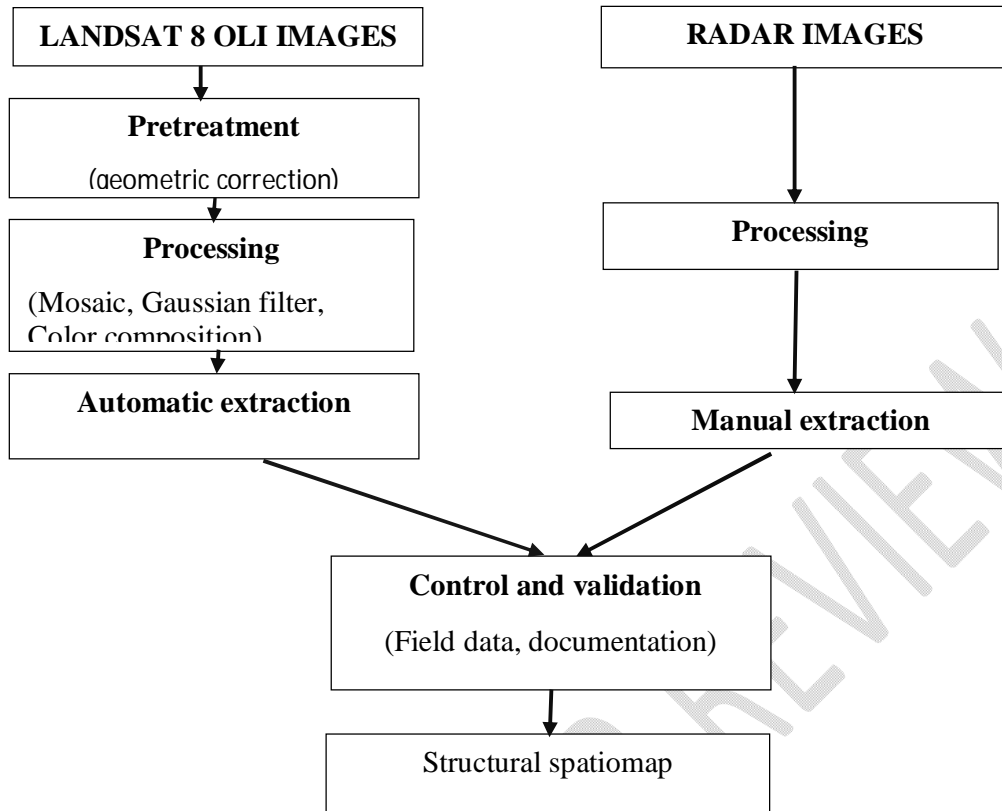 LANDSAT 8 OLI IMAGES
RADAR IMAGES
Pretreatment
(geometric correction)
Processing
(Mosaic, Gaussian filter,
Color composition)
Processing
Automatic extraction
Manual extraction
Control and validation
(Field data, documentation)
Structural spatiomap
REVIEW